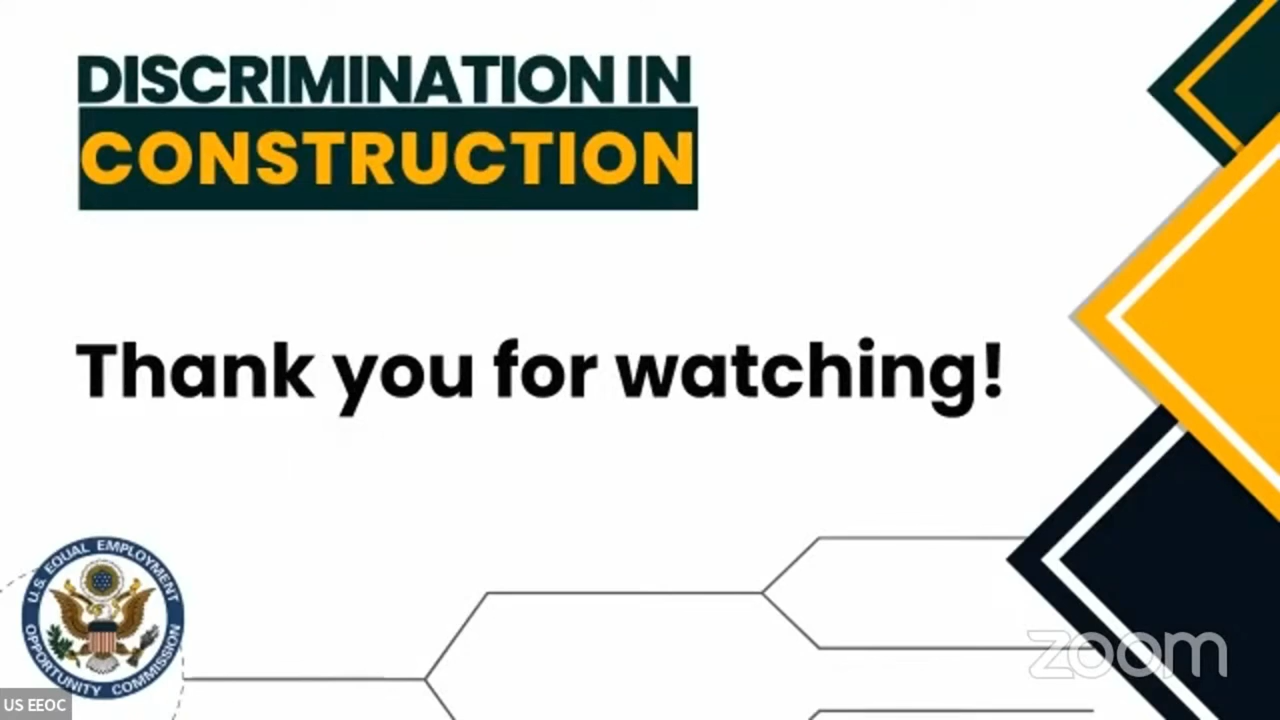 DISCRIMINATION IN
CONSTRUCTION
Thank you for watching!
U.S. EQUAL EMPLOYMENT
OPPORTUNITY COMMISSION
zoom
US EEOC